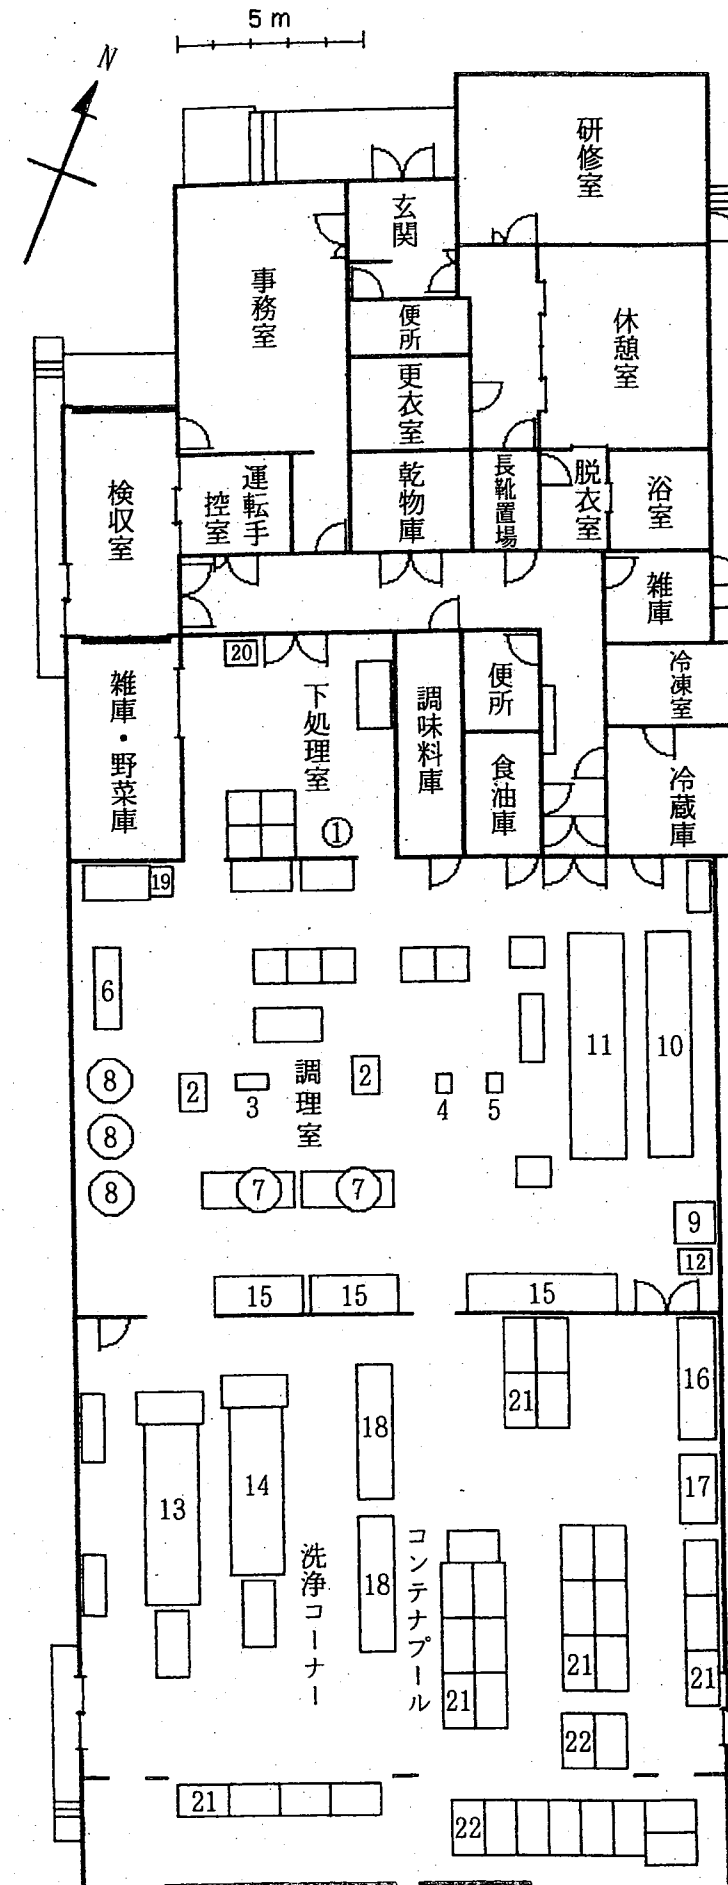 5 m
N
研修室
玄関
事務室
便所
休憩室
更衣室
検収室
運転手
控室
乾物庫
長靴置場
脱衣室
浴室
雑庫
20
雑庫・野菜庫
下処理室
調味料庫
便所
冷凍室
食油庫
冷蔵庫
1
19
6
11
10
8
2
3
調理室
2
4
5
8
8
7
7
9
12
15
15
15
21
16
18
13
14
17
洗浄コーナー
18
コンテナプール
21
21
21
22
21
22